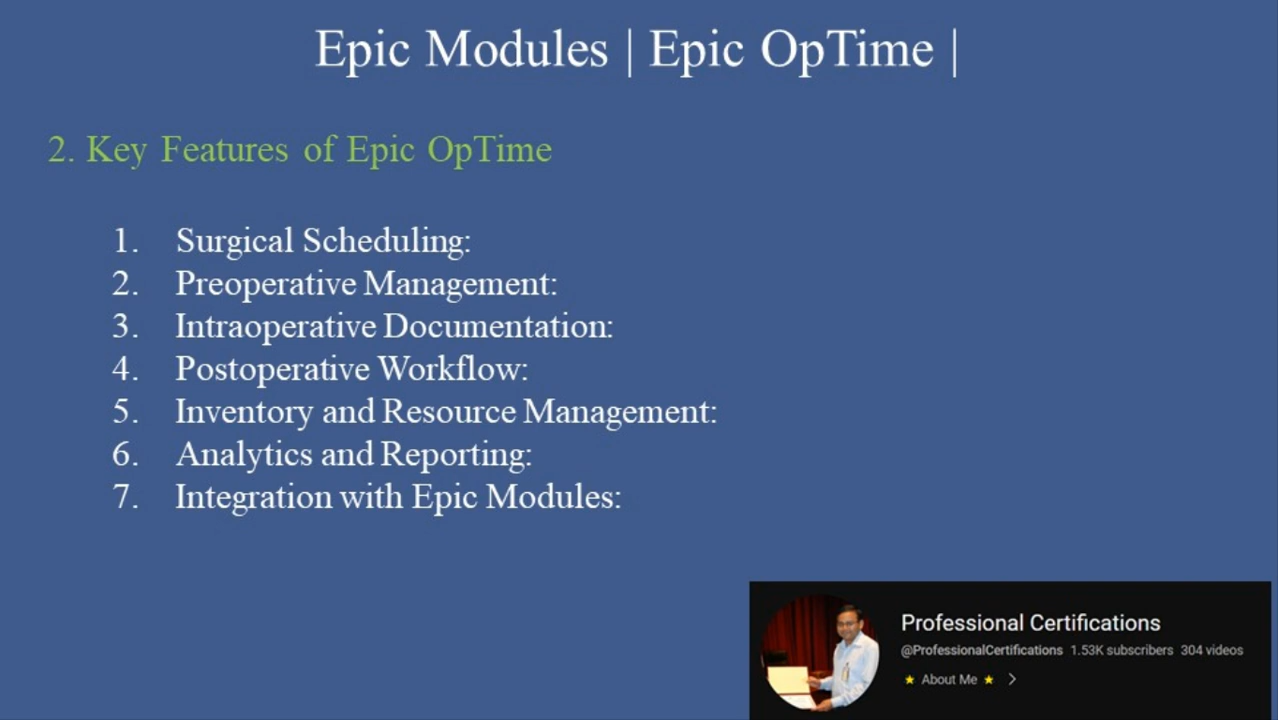 Epic Modules | Epic OpTime |
2. Key Features of Epic OpTime
1. Surgical Scheduling:
2. Preoperative Management:
3. Intraoperative Documentation:
4. Postoperative Workflow:
5. Inventory and Resource Management:
6. Analytics and Reporting:
7. Integration with Epic Modules:
Professional Certifications
@ProfessionalCertifications 1.53K subscribers 304 videos
⭐ About Me ⭐ >